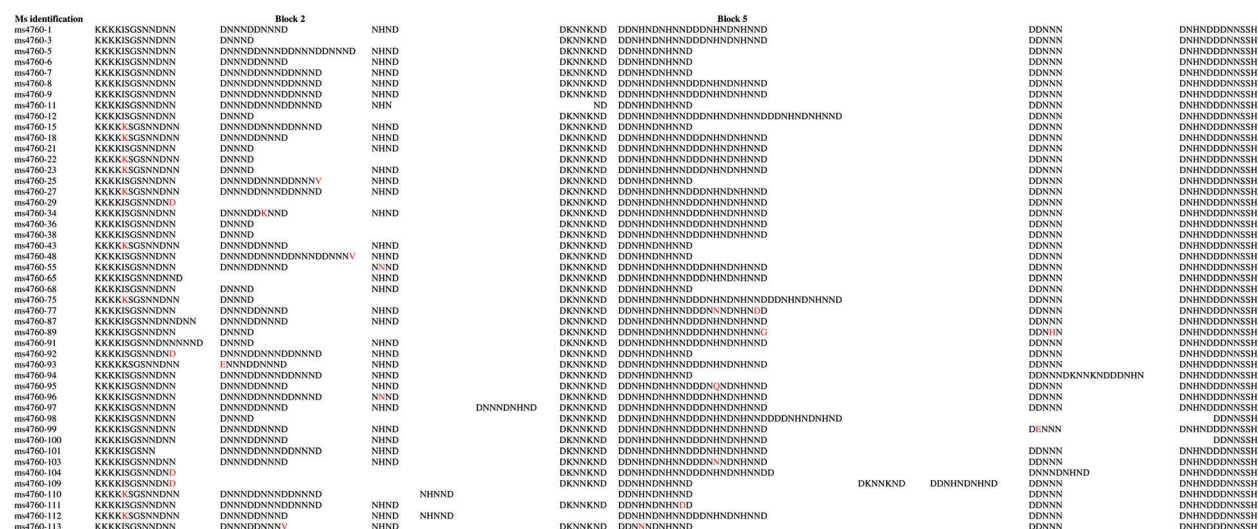 Ms identification Block 2 Block 5
ms4760-1 KKKKISGSNNDNN DNNNDDNNND NHND DKNNKND DDNHNDNHNNDDDNHNDNHNND DDNNN DNHNDDDNNSSH
ms4760-3 KKKKISGSNNDNN DNNND DKNNKND DDNHNDNHNNDDDNHNDNHNND DDNNN DNHNDDDNNSSH
ms4760-5 KKKKISGSNNDNN DNNNDDNNNDDNNNDDNNND NHND DKNNKND DDNHNDNHNND DDNNN DNHNDDDNNSSH
ms4760-6 KKKKISGSNNDNN DNNNDDNNND NHND DKNNKND DDNHNDNHNND DDNNN DNHNDDDNNSSH
ms4760-7 KKKKISGSNNDNN DNNNDDNNNDDNNND NHND DKNNKND DDNHNDNHNND DDNNN DNHNDDDNNSSH
ms4760-8 KKKKISGSNNDNN DNNNDDNNNDDNNND NHND DKNNKND DDNHNDNHNNDDDNHNDNHNND DDNNN DNHNDDDNNSSH
ms4760-9 KKKKISGSNNDNN DNNNDDNNNDDNNND NHND DKNNKND DDNHNDNHNNDDDNHNDNHNND DDNNN DNHNDDDNNSSH
ms4760-11 KKKKISGSNNDNN DNNND NHN ND DDNHNDNHNND DDNNN DNHNDDDNNSSH
ms4760-12 KKKKISGSNNDNN DNNND DKNNKND DDNHNDNHNNDDDNHNDNHNNDDDNHNDNHNND DDNNN DNHNDDDNNSSH
ms4760-15 KKKKKSGSNNDNN DNNNDDNNNDDNNND NHND DKNNKND DDNHNDNHNND DDNNN DNHNDDDNNSSH
ms4760-18 KKKKKSGSNNDNN DNNNDDNNND NHND DKNNKND DDNHNDNHNNDDDNHNDNHNND DDNNN DNHNDDDNNSSH
ms4760-21 KKKKISGSNNDNN DNNND NHND DKNNKND DDNHNDNHNNDDDNHNDNHNND DDNNN DNHNDDDNNSSH
ms4760-22 KKKKKSGSNNDNN DNNND DKNNKND DDNHNDNHNND DDNNN DNHNDDDNNSSH
ms4760-23 KKKKKSGSNNDNN DNNND NHND DKNNKND DDNHNDNHNNDDDNHNDNHNND DDNNN DNHNDDDNNSSH
ms4760-25 KKKKISGSNNDNN DNNNDDNNNDDNNNV NHND DKNNKND DDNHNDNHNND DDNNN DNHNDDDNNSSH
ms4760-27 KKKKKSGSNNDNN DNNNDDNNNDDNNND NHND DKNNKND DDNHNDNHNNDDDNHNDNHNND DDNNN DNHNDDDNNSSH
ms4760-29 KKKKISGSNNDND DKNNKND DDNHNDNHNNDDDNHNDNHNND DDNNN DNHNDDDNNSSH
ms4760-34 KKKKISGSNNDNN DNNNDDKNND NHND DKNNKND DDNHNDNHNNDDDNHNDNHNND DDNNN DNHNDDDNNSSH
ms4760-36 KKKKISGSNNDNN DNNND DKNNKND DDNHNDNHNNDDDNHNDNHNND DDNNN DNHNDDDNNSSH
ms4760-38 KKKKISGSNNDNN DNNND DKNNKND DDNHNDNHNNDDDNHNDNHNND DDNNN DNHNDDDNNSSH
ms4760-43 KKKKKSGSNNDNN DNNNDDNNND NHND DKNNKND DDNHNDNHNND DDNNN DNHNDDDNNSSH
ms4760-48 KKKKISGSNNDNN DNNNDDNNNDDNNNDDNNNV NHND DKNNKND DDNHNDNHNND DDNNN DNHNDDDNNSSH
ms4760-55 KKKKISGSNNDNN DNNNDDNNND NNND DKNNKND DDNHNDNHNNDDDNHNDNHNND DDNNN DNHNDDDNNSSH
ms4760-65 KKKKISGSNNDNND NHND DKNNKND DDNHNDNHNNDDDNHNDNHNND DDNNN DNHNDDDNNSSH
ms4760-68 KKKKISGSNNDNN DNNND NHND DKNNKND DDNHNDNHNND DDNNN DNHNDDDNNSSH
ms4760-75 KKKKKSGSNNDNN DNNND DKNNKND DDNHNDNHNNDDDNHNDNHNNDDDNHNDNHNND DDNNN DNHNDDDNNSSH
ms4760-77 KKKKISGSNNDNN DNNNDDNNND NHND DKNNKND DDNHNDNHNNDDDNNNDNHNDD DDNNN DNHNDDDNNSSH
ms4760-87 KKKKISGSNNDNNDNN DNNNDDNNND NHND DKNNKND DDNHNDNHNNDDDNHNDNHNND DDNNN DNHNDDDNNSSH
ms4760-89 KKKKISGSNNDNN DNNND DKNNKND DDNHNDNHNNDDDNHNDNHNNG DDNHN DNHNDDDNNSSH
ms4760-91 KKKKISGSNNDNNNNND DNNND NHND DKNNKND DDNHNDNHNNDDDNHNDNHNND DDNNN DNHNDDDNNSSH
ms4760-92 KKKKISGSNNDND DNNNDDNNNDDNNND NHND DKNNKND DDNHNDNHNND DDNNN DNHNDDDNNSSH
ms4760-93 KKKKKSGSNNDNN ENNNDDNNND NHND DKNNKND DDNHNDNHNNDDDNHNDNHNND DDNNN DNHNDDDNNSSH
ms4760-94 KKKKISGSNNDNN DNNNDDNNNDDNNND NHND DKNNKND DDNHNDNHNND DDNNNDKNNKNDDDNHN DNHNDDDNNSSH
ms4760-95 KKKKISGSNNDNN DNNNDDNNND NHND DKNNKND DDNHNDNHNNDDDNQNDNHNND DDNNN DNHNDDDNNSSH
ms4760-96 KKKKISGSNNDNN DNNNDDNNNDDNNND NNND DKNNKND DDNHNDNHNND DDNNN DNHNDDDNNSSH
ms4760-97 KKKKISGSNNDNN DNNNDDNNND NHND DNNNDNHND DKNNKND DDNHNDNHNNDDDNHNDNHNND DDNNN DNHNDDDNNSSH
ms4760-98 KKKKISGSNNDNN DNNND DKNNKND DDNHNDNHNNDDDNHNDNHNNDDDDNHNDNHND DDNNSSH
ms4760-99 KKKKISGSNNDNN DNNNDDNNND NHND DKNNKND DDNHNDNHNNDDDNHNDNHNND DENNN DNHNDDDNNSSH
ms4760-100 KKKKISGSNNDNN DNNNDDNNND NHND DKNNKND DDNHNDNHNNDDDNHNDNHNND DDNNSSH
ms4760-101 KKKKISGSNN DNNNDDNNNDDNNND NHND DKNNKND DDNHNDNHNNDDDNHNDNHNND DDNNN DNHNDDDNNSSH
ms4760-103 KKKKISGSNNDNN DNNNDDNNND NHND DKNNKND DDNHNDNHNNDDDNNNDNHNND DDNNN DNHNDDDNNSSH
ms4760-104 KKKKISGSNNDND DKNNKND DDNHNDNHNNDDDNHNDNHNNDD DDNNNDNHND DNHNDDDNNSSH
ms4760-109 KKKKISGSNNDND DKNNKND DDNHNDNHNND DKNNKND DDNHNDNHND DDNNN DNHNDDDNNSSH
ms4760-110 KKKKKSGSNNDNN DNNNDDNNNDDNNND NHNND DDNHNDNHNND DDNNN DNHNDDDNNSSH
ms4760-111 KKKKISGSNNDNN DNNNDDNNNDDNNND NHND DKNNKND DDNHNDNHNDD DDNNN DNHNDDDNNSSH
ms4760-112 KKKKKSGSNNDNN DNNNDDNNND NHND NHNND DDNHNDNHNNDDDNHNDNHNND DDNNN DNHNDDDNNSSH
ms4760-113 KKKKISGSNNDNN DNNNDDNNNV NHND DKNNKND DDNNNDNHNND DDNNN DNHNDDDNNSSH